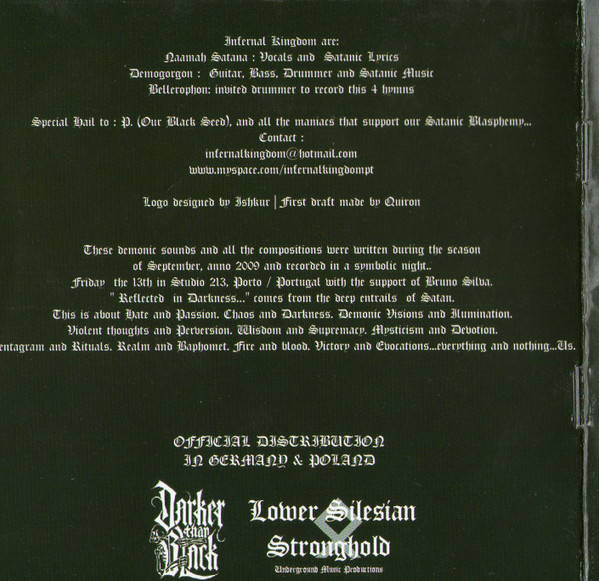 Infernal Kingdom are:
Naamah Satana : Vocals and Satanic Lyrics
Demogorgon : Guitar, Bass, Drummer and Satanic Music
Bellerophon: invited drummer to record this 4 hymns
Special Hail to : P. (Our Black Seed), and all the maniacs that support our Satanic Blasphemy...
Contact :
infernalkingdom@hotmail.com
www.myspace.com/infernalkingdompt
Logo designed by Ishkur | First draft made by Quiron
These demonic sounds and all the compositions were written during the season
of September, anno 2009 and recorded in a symbolic night..
Friday the 13th in Studio 213, Porto / Portugal with the support of Bruno Silva.
" Reflected in Darkness..." comes from the deep entrails of Satan.
This is about Hate and Passion. Chaos and Darkness. Demonic Visions and Ilumination.
Violent thoughts and Perversion. Wisdom and Supremacy. Mysticism and Devotion.
entagram and Rituals. Realm and Baphomet. Fire and blood. Victory and Evocations...everything and nothing...Us.
OFFICIAL DISTRIBUTION
IN GERMANY & POLAND
Darker
than
Black
Lower Silesian
Stronghold
Underground Music Productions